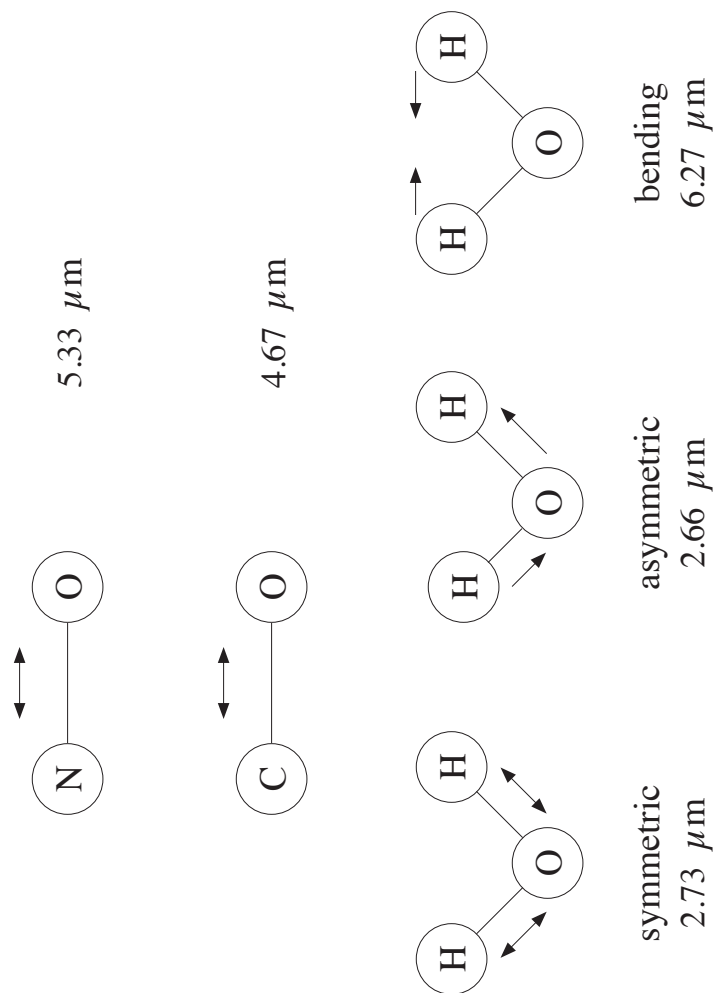 N O 5.33 μm
C O 4.67 μm
H H H H H H
O O O
symmetric asymmetric bending
2.73 μm 2.66 μm 6.27 μm